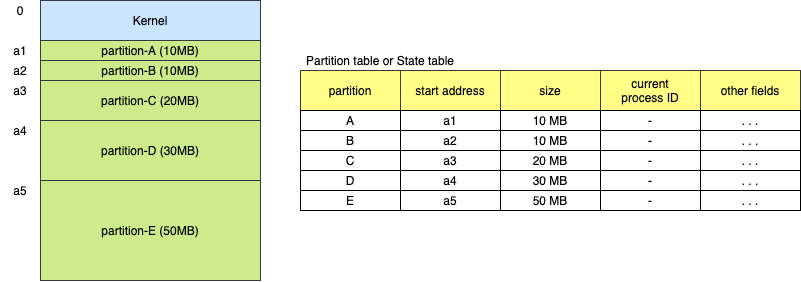 0
Kernel
a1
partition-A (10MB)
a2
partition-B (10MB)
a3
partition-C (20MB)
a4
partition-D (30MB)
a5
partition-E (50MB)
Partition table or State table
partition start address size current process ID other fields
A a1 10 MB - . . .
B a2 10 MB - . . .
C a3 20 MB - . . .
D a4 30 MB - . . .
E a5 50 MB - . . .